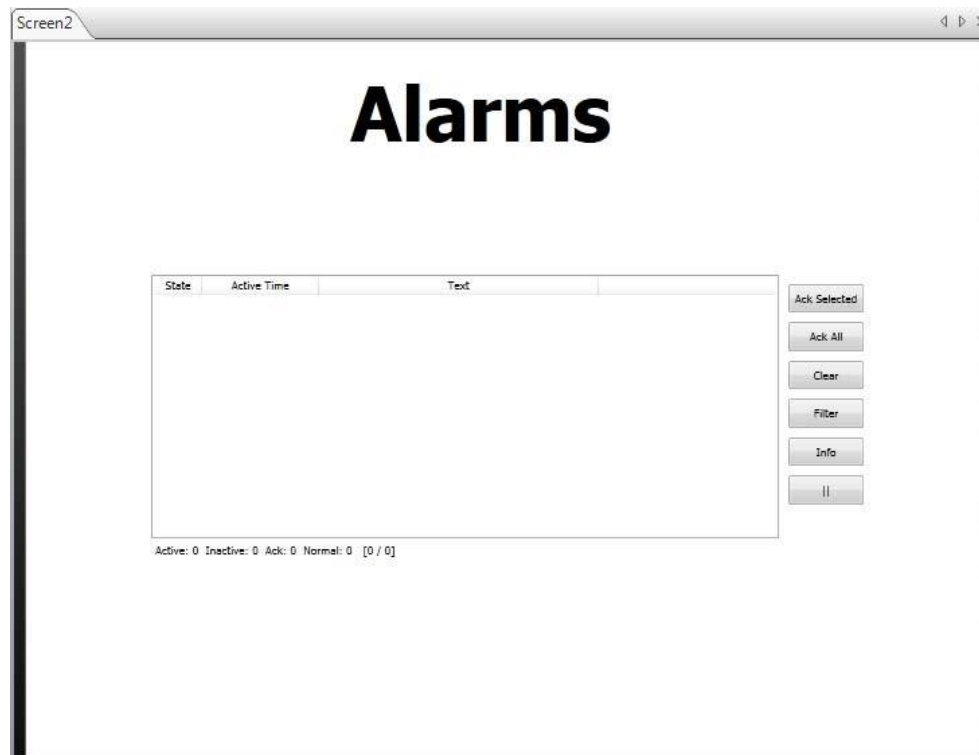 Screen2
Alarms
State Active Time Text
Ack Selected
Ack All
Clear
Filter
Info
||
Active: 0 Inactive: 0 Ack: 0 Normal: 0 [0 / 0]